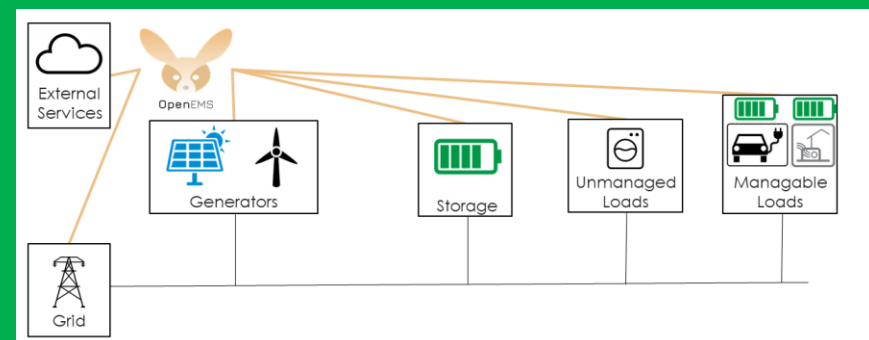 External
Services
OpenEMS
Generators
Storage
Unmanaged
Loads
Managable
Loads
Grid